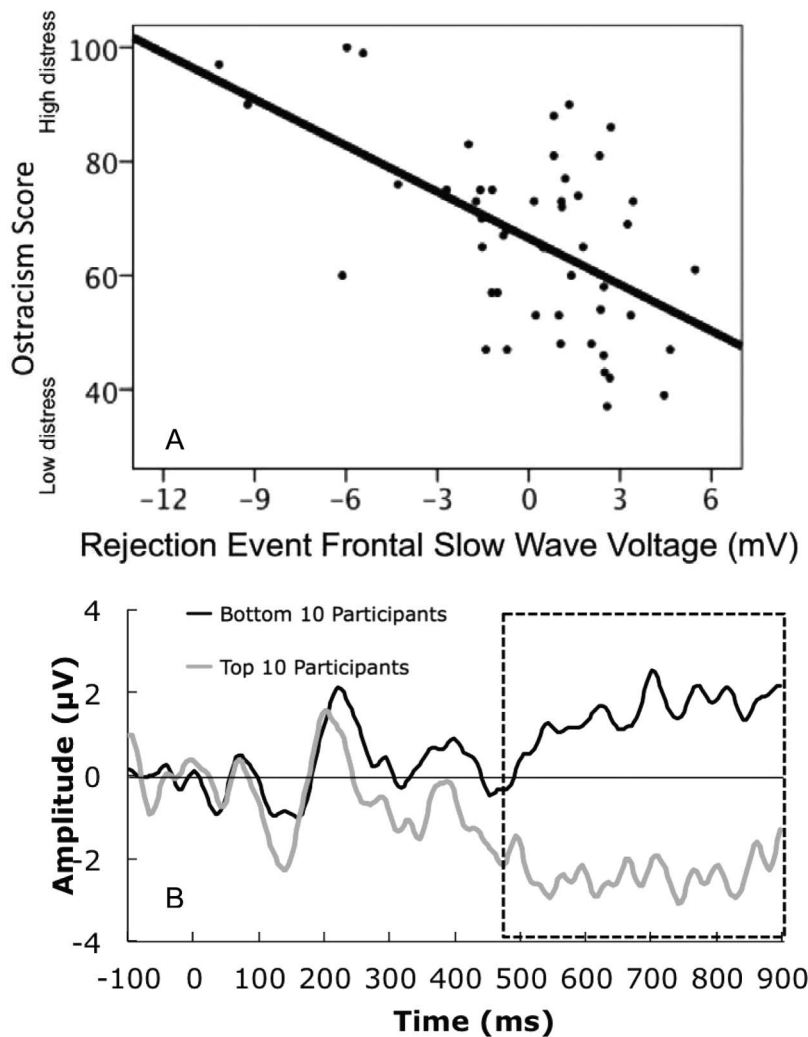 100
80
60
40
High distress
Ostracism Score
Low distress
A
−12 −9 −6 −3 0 3 6
Rejection Event Frontal Slow Wave Voltage (mV)
4
2
0
-2
-4
Amplitude (µV)
Bottom 10 Participants
Top 10 Participants
B
-100 0 100 200 300 400 500 600 700 800 900
Time (ms)